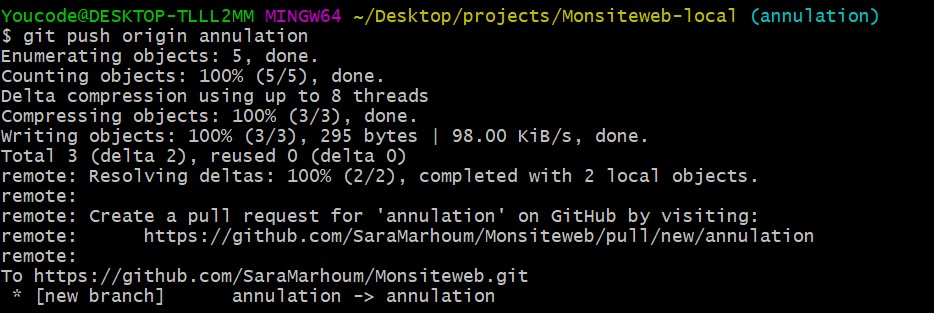 Youcode@DESKTOP-TLLL2MM MINGW64 ~/Desktop/projects/Monsiteweb-local (annulation)
$ git push origin annulation
Enumerating objects: 5, done.
Counting objects: 100% (5/5), done.
Delta compression using up to 8 threads
Compressing objects: 100% (3/3), done.
Writing objects: 100% (3/3), 295 bytes | 98.00 KiB/s, done.
Total 3 (delta 2), reused 0 (delta 0)
remote: Resolving deltas: 100% (2/2), completed with 2 local objects.
remote:
remote: Create a pull request for 'annulation' on GitHub by visiting:
remote:      https://github.com/SaraMarhoum/Monsiteweb/pull/new/annulation
remote:
To https://github.com/SaraMarhoum/Monsiteweb.git
 * [new branch]      annulation -> annulation